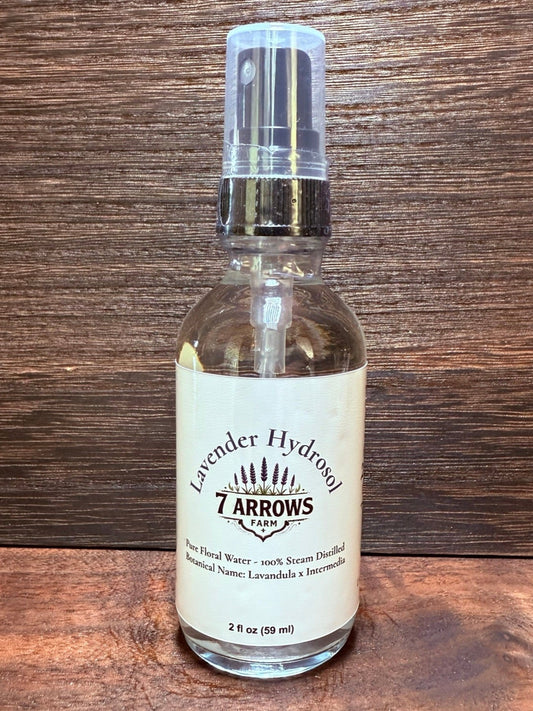 Lavender Hydrosol
7 ARROWS
FARM
Pure Floral Water - 100% Steam Distilled
Botanical Name: Lavandula x Intermedia
2 fl oz (59 ml)